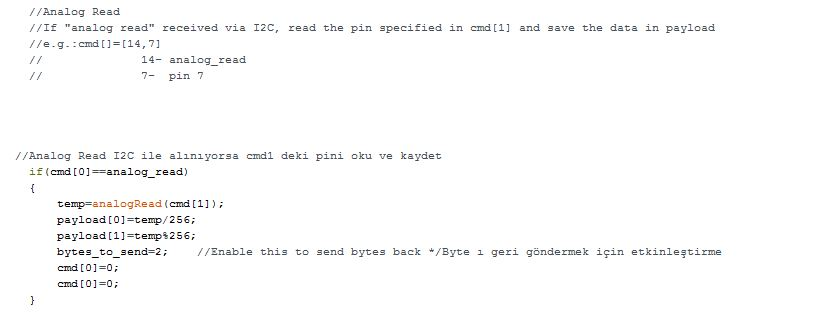 //Analog Read
//If "analog read" received via I2C, read the pin specified in cmd[1] and save the data in payload
//e.g.:cmd[]=[14,7]
// 14- analog_read
// 7- pin 7
//Analog Read I2C ile alınıyorsa cmd1 deki pini oku ve kaydet
if(cmd[0]==analog_read)
{
temp=analogRead(cmd[1]);
payload[0]=temp/256;
payload[1]=temp%256;
bytes_to_send=2; //Enable this to send bytes back */Byte ı geri göndermek için etkinleştirme
cmd[0]=0;
cmd[0]=0;
}